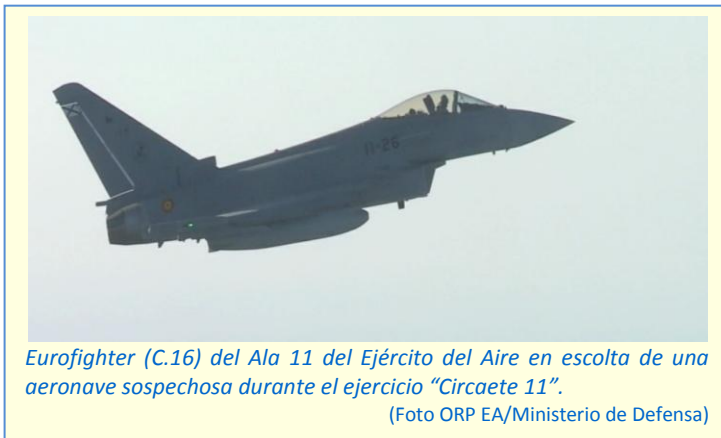 11-26
Eurofighter (C.16) del Ala 11 del Ejército del Aire en escolta de una
aeronave sospechosa durante el ejercicio “Circaete 11”.
(Foto ORP EA/Ministerio de Defensa)